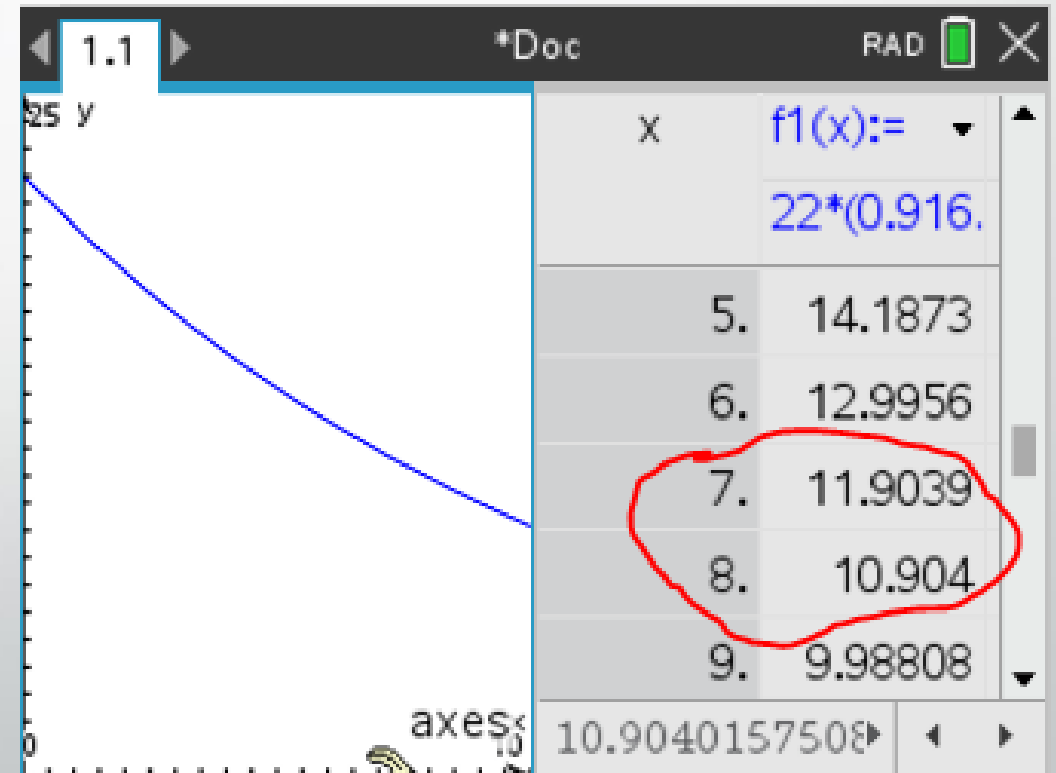 1.1 *Doc RAD
25 y
x f1(x):=
22*(0.916.
5. 14.1873
6. 12.9956
7. 11.9039
8. 10.904
9. 9.98808
axes
0 10
10.9040157508